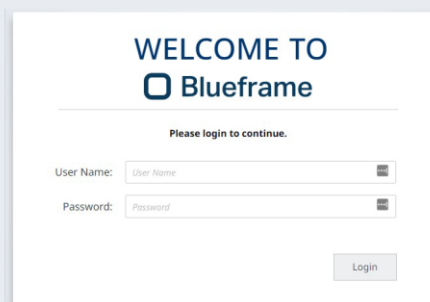 WELCOME TO
Blueframe
Please login to continue.
User Name: User Name
Password: Password
Login